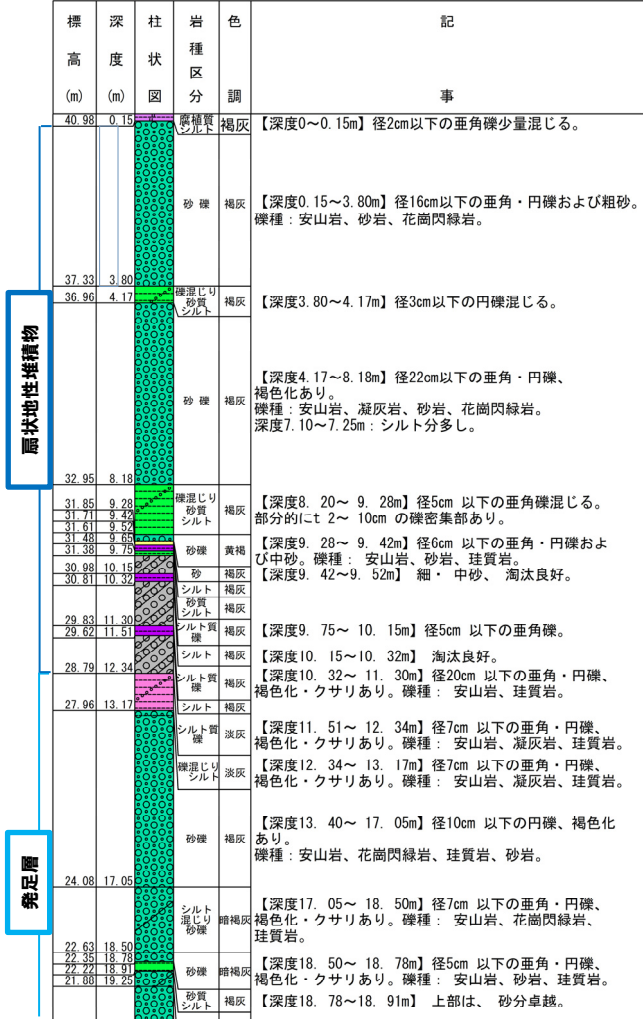 標高(m) 深度(m) 柱状図 岩種区分 色調 記事
40.98 0.15 腐植質シルト 褐灰 【深度0〜0.15m】径2cm以下の亜角礫少量混じる。
砂 礫 褐灰 【深度0.15〜3.80m】径16cm以下の亜角・円礫および粗砂。
礫種：安山岩、砂岩、花崗閃緑岩。
37.33 3.80
36.96 4.17 礫混じり砂質シルト 褐灰 【深度3.80〜4.17m】径3cm以下の円礫混じる。
扇状地性堆積物
砂 礫 褐灰 【深度4.17〜8.18m】径22cm以下の亜角・円礫、
褐色化あり。
礫種：安山岩、凝灰岩、砂岩、花崗閃緑岩。
深度7.10〜7.25m：シルト分多し。
32.95 8.18
礫混じり砂質シルト 褐灰 【深度8. 20〜 9. 28m】径5cm 以下の亜角礫混じる。
部分的にt 2〜 10cm の礫密集部あり。
31.85 9.28
31.71 9.42
31.61 9.52
31.48 9.65
31.38 9.75
砂礫 黄褐 【深度9. 28〜 9. 42m】径6cm 以下の亜角・円礫およ
び中砂。礫種： 安山岩、砂岩、珪質岩。
30.98 10.15
30.81 10.32
砂 褐灰 【深度9. 42〜9. 52m】 細・ 中砂、 淘汰良好。
シルト 褐灰
砂質シルト 褐灰
29.83 11.30
29.62 11.51
シルト質礫 褐灰 【深度9. 75〜 10. 15m】径5cm 以下の亜角礫。
シルト 褐灰 【深度10. 15〜10. 32m】 淘汰良好。
28.79 12.34
シルト質礫 褐灰 【深度10. 32〜 11. 30m】径20cm 以下の亜角・円礫、
褐色化・クサリあり。礫種： 安山岩、珪質岩。
27.96 13.17
シルト 褐灰
シルト質礫 淡灰 【深度11. 51〜 12. 34m】径7cm 以下の亜角・円礫、
褐色化・クサリあり。礫種： 安山岩、凝灰岩、珪質岩。
礫混じりシルト 淡灰 【深度12. 34〜 13. 17m】径7cm 以下の亜角・円礫、
褐色化・クサリあり。礫種： 安山岩、凝灰岩、珪質岩。
発足層
砂礫 褐灰 【深度13. 40〜 17. 05m】径10cm 以下の円礫、褐色化
あり。
礫種：安山岩、花崗閃緑岩、珪質岩、砂岩。
24.08 17.05
シルト混じり砂礫 暗褐灰 【深度17. 05〜 18. 50m】径7cm 以下の亜角・円礫、
褐色化・クサリあり。礫種： 安山岩、花崗閃緑岩、
珪質岩。
22.63 18.50
22.35 18.78
22.22 18.91
21.88 19.25
砂礫 暗褐灰 【深度18. 50〜 18. 78m】径5cm 以下の亜角・円礫、
褐色化・クサリあり。礫種： 安山岩、砂岩、珪質岩。
砂質シルト 褐灰 【深度18. 78〜18. 91m】 上部は、 砂分卓越。